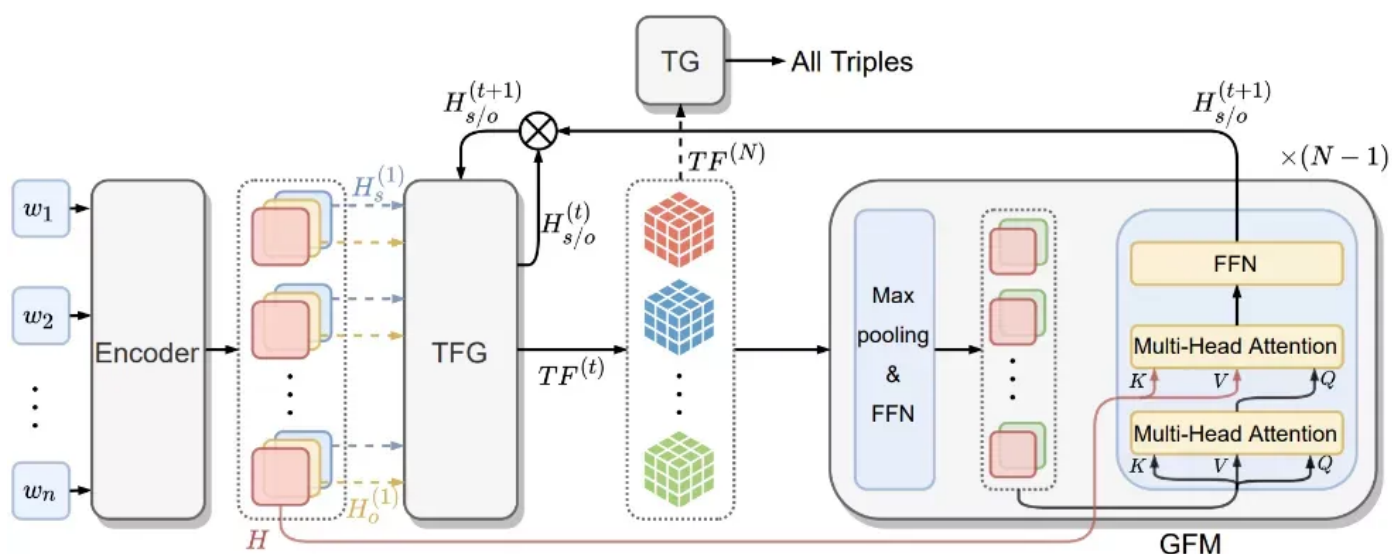 TG
All Triples
H_{s/o}^{(t+1)}
H_{s/o}^{(t+1)}
TF^{(N)}
×(N − 1)
w_1
w_2
w_n
Encoder
H_s^{(1)}
H_o^{(1)}
H
TFG
H_{s/o}^{(t)}
TF^{(t)}
Max
pooling
&
FFN
FFN
Multi-Head Attention
K
V
Q
Multi-Head Attention
K
V
Q
GFM